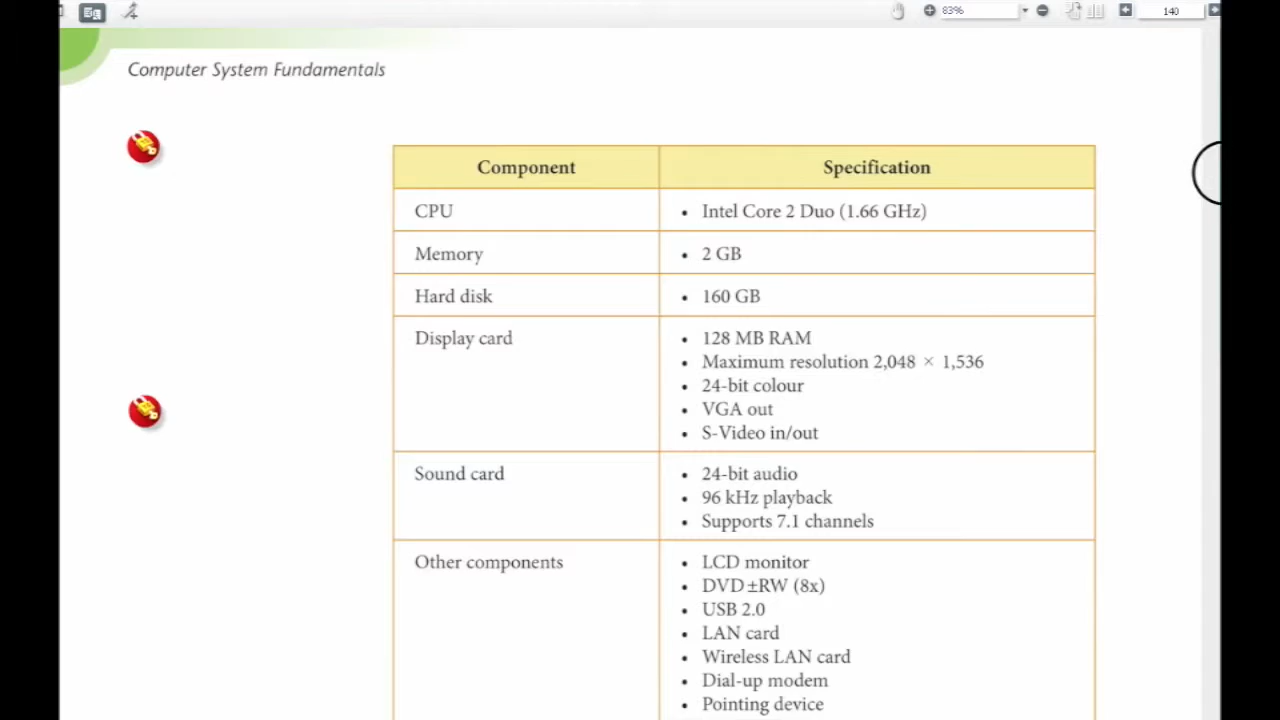 83%
140
Computer System Fundamentals
Component Specification
CPU • Intel Core 2 Duo (1.66 GHz)
Memory • 2 GB
Hard disk • 160 GB
Display card • 128 MB RAM
• Maximum resolution 2,048 × 1,536
• 24-bit colour
• VGA out
• S-Video in/out
Sound card • 24-bit audio
• 96 kHz playback
• Supports 7.1 channels
Other components • LCD monitor
• DVD ±RW (8x)
• USB 2.0
• LAN card
• Wireless LAN card
• Dial-up modem
• Pointing device